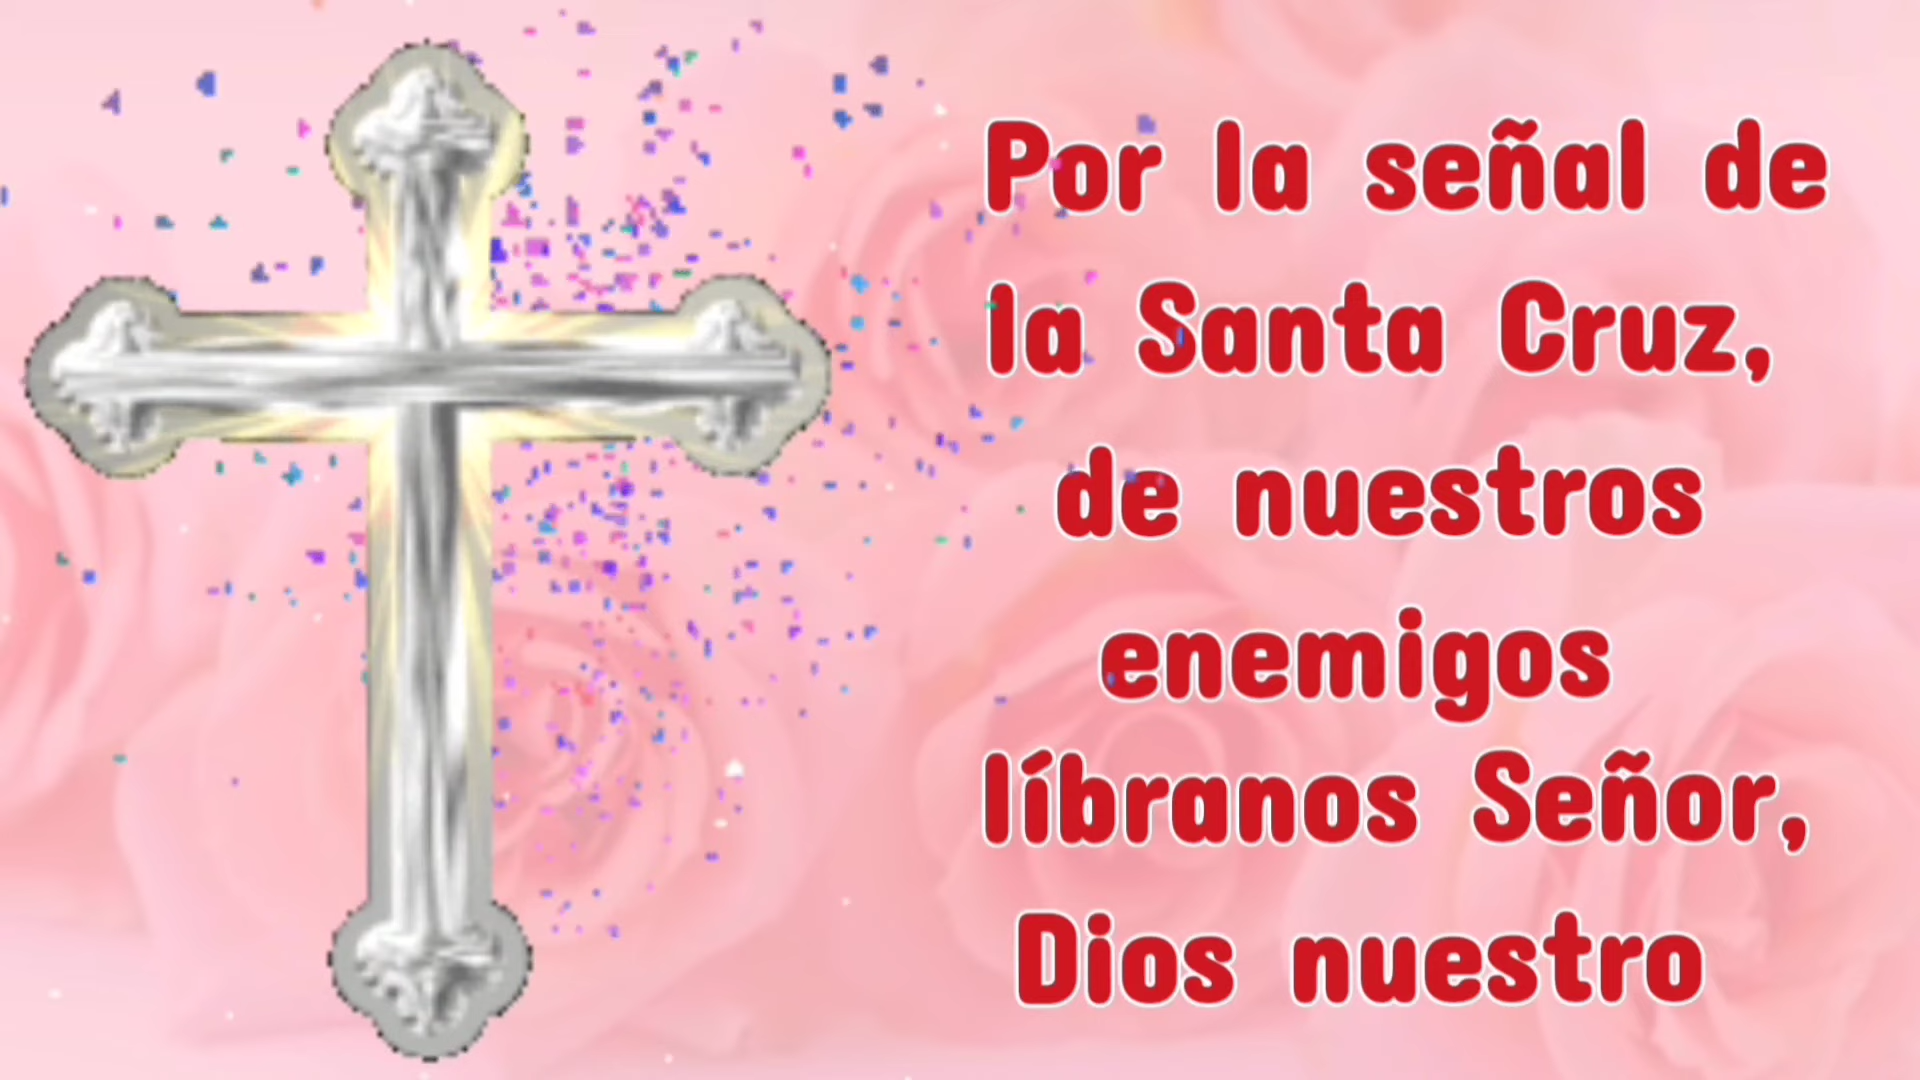 Por la señal de
la Santa Cruz,
de nuestros
enemigos
líbranos Señor,
Dios nuestro